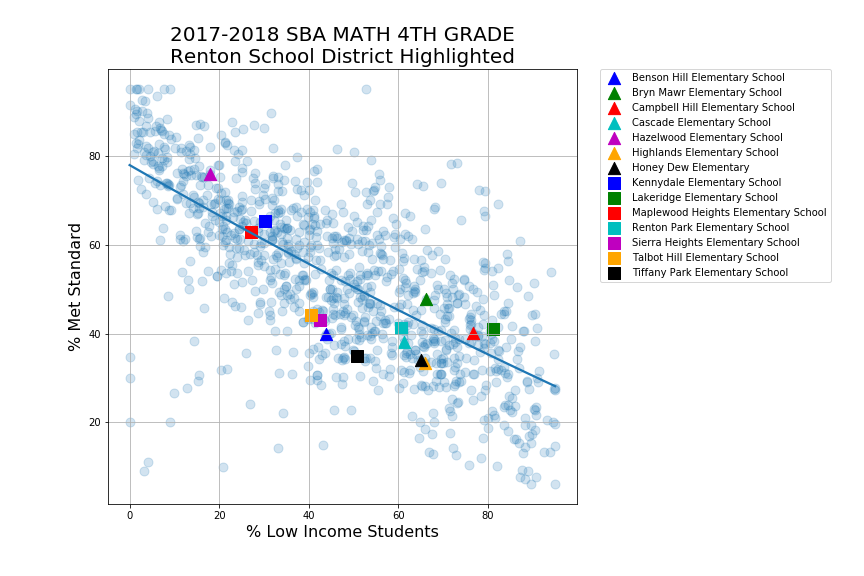 2017-2018 SBA MATH 4TH GRADE
Renton School District Highlighted
% Met Standard
80
60
40
20
0
20
40
60
80
% Low Income Students
Benson Hill Elementary School
Bryn Mawr Elementary School
Campbell Hill Elementary School
Cascade Elementary School
Hazelwood Elementary School
Highlands Elementary School
Honey Dew Elementary
Kennydale Elementary School
Lakeridge Elementary School
Maplewood Heights Elementary School
Renton Park Elementary School
Sierra Heights Elementary School
Talbot Hill Elementary School
Tiffany Park Elementary School